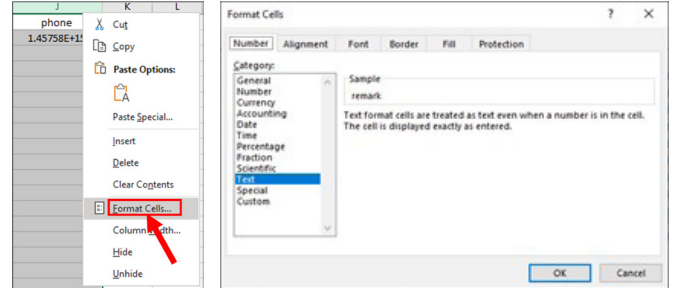 J K L
phone
1.45758E+15
Cut
Copy
Paste Options:
Paste Special...
Insert
Delete
Clear Contents
Format Cells...
Column Width...
Hide
Unhide
Format Cells ? ×
Number Alignment Font Border Fill Protection
Category:
General
Number
Currency
Accounting
Date
Time
Percentage
Fraction
Scientific
Text
Special
Custom
Sample
remark
Text format cells are treated as text even when a number is in the cell.
The cell is displayed exactly as entered.
OK Cancel